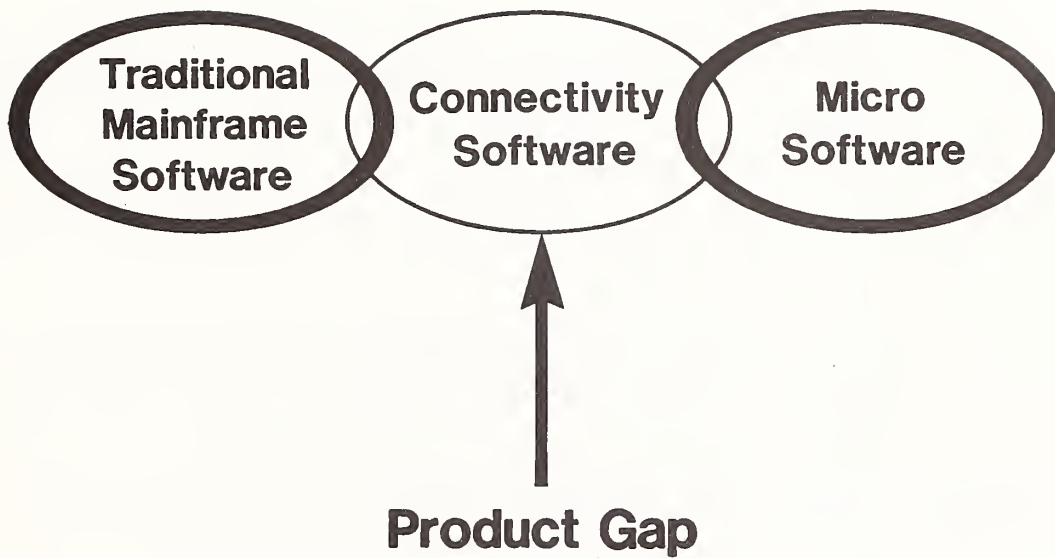 Traditional
Mainframe
Software
Connectivity
Software
Micro
Software
Product Gap